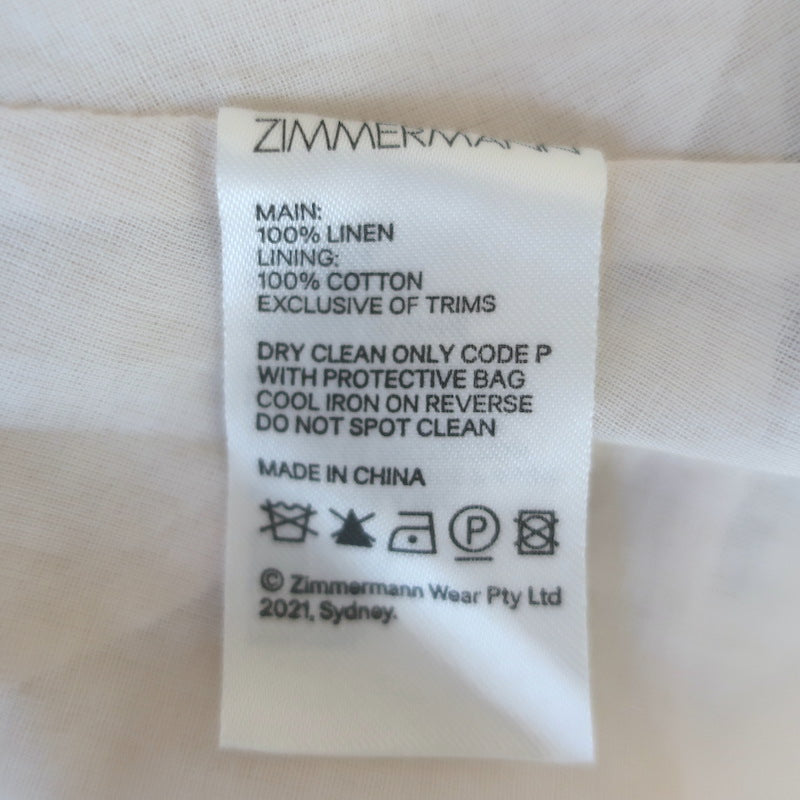 ZIMMERMANN
MAIN:
100% LINEN
LINING:
100% COTTON
EXCLUSIVE OF TRIMS
DRY CLEAN ONLY CODE P
WITH PROTECTIVE BAG
COOL IRON ON REVERSE
DO NOT SPOT CLEAN
MADE IN CHINA
P
© Zimmermann Wear Pty Ltd
2021, Sydney.